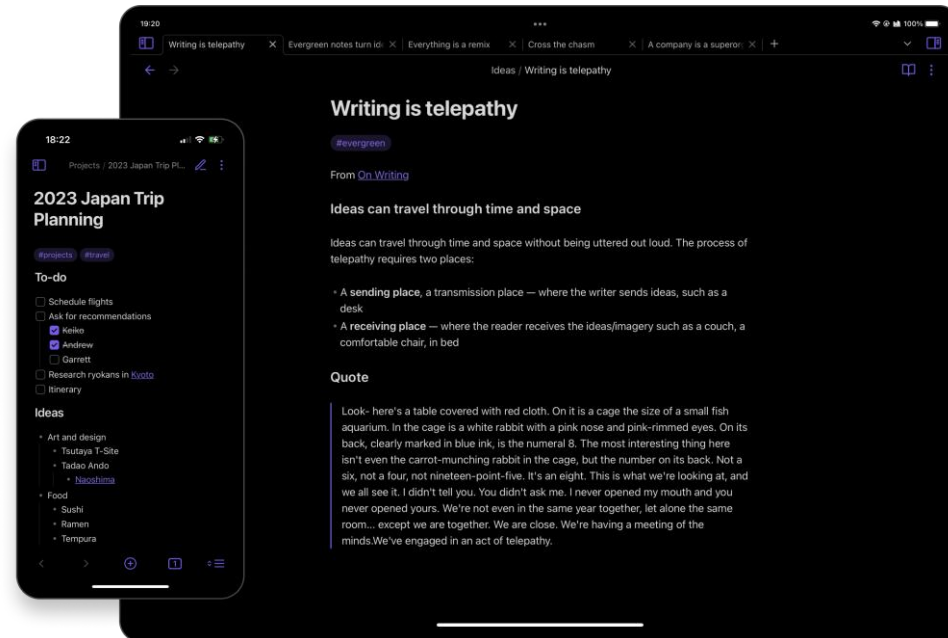 19:20
100%
Writing is telepathy
Evergreen notes turn id
Everything is a remix
Cross the chasm
A company is a superor
Ideas / Writing is telepathy
Writing is telepathy
#evergreen
From On Writing
Ideas can travel through time and space
Ideas can travel through time and space without being uttered out loud. The process of
telepathy requires two places:
• A sending place, a transmission place — where the writer sends ideas, such as a
desk
• A receiving place — where the reader receives the ideas/imagery such as a couch, a
comfortable chair, in bed
Quote
Look- here's a table covered with red cloth. On it is a cage the size of a small fish
aquarium. In the cage is a white rabbit with a pink nose and pink-rimmed eyes. On its
back, clearly marked in blue ink, is the numeral 8. The most interesting thing here
isn't even the carrot-munching rabbit in the cage, but the number on its back. Not a
six, not a four, not nineteen-point-five. It's an eight. This is what we're looking at, and
we all see it. I didn't tell you. You didn't ask me. I never opened my mouth and you
never opened yours. We're not even in the same year together, let alone the same
room... except we are together. We are close. We're having a meeting of the
minds.We've engaged in an act of telepathy.
18:22
Projects / 2023 Japan Trip Pl...
2023 Japan Trip
Planning
#projects #travel
To-do
Schedule flights
Ask for recommendations
Keiko
Andrew
Garrett
Research ryokans in Kyoto
Itinerary
Ideas
• Art and design
• Tsutaya T-Site
• Tadao Ando
• Naoshima
• Food
• Sushi
• Ramen
• Tempura
1